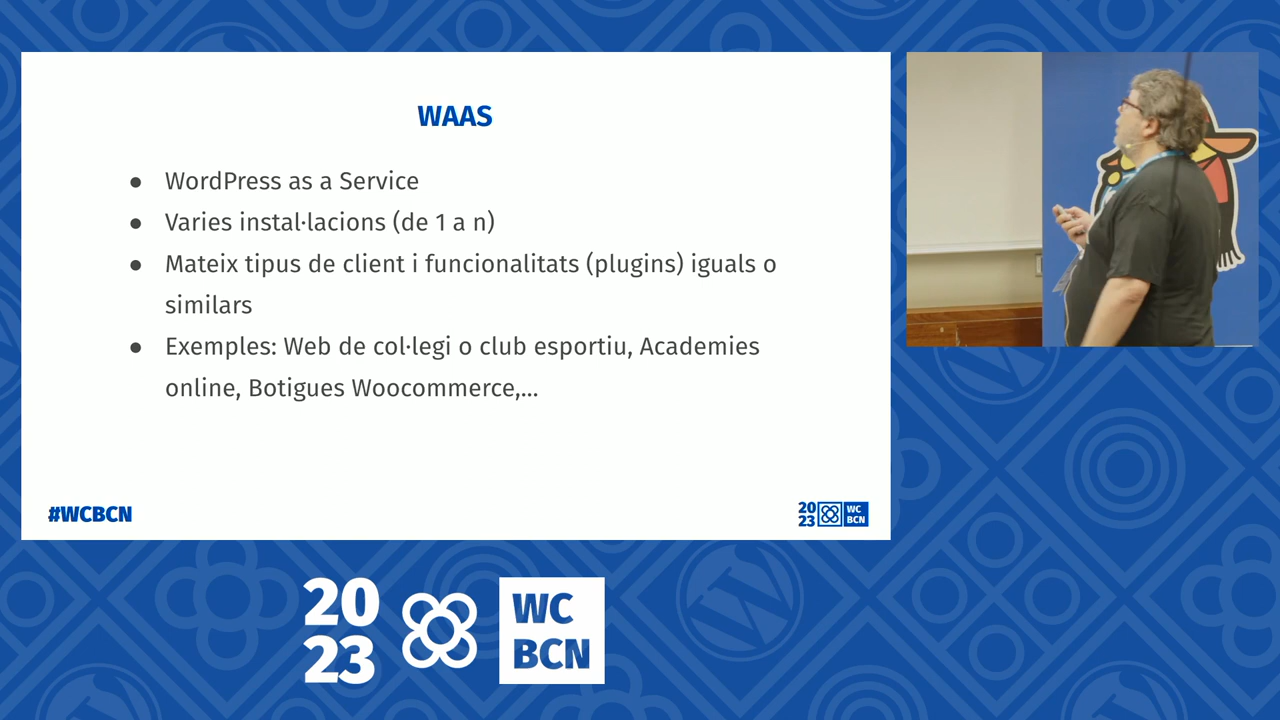 WAAS
● WordPress as a Service
● Varies instal·lacions (de 1 a n)
● Mateix tipus de client i funcionalitats (plugins) iguals o
similars
● Exemples: Web de col·legi o club esportiu, Academies
online, Botigues Woocommerce,...
#WCBCN
20
23
WC
BCN
20
23
WC
BCN